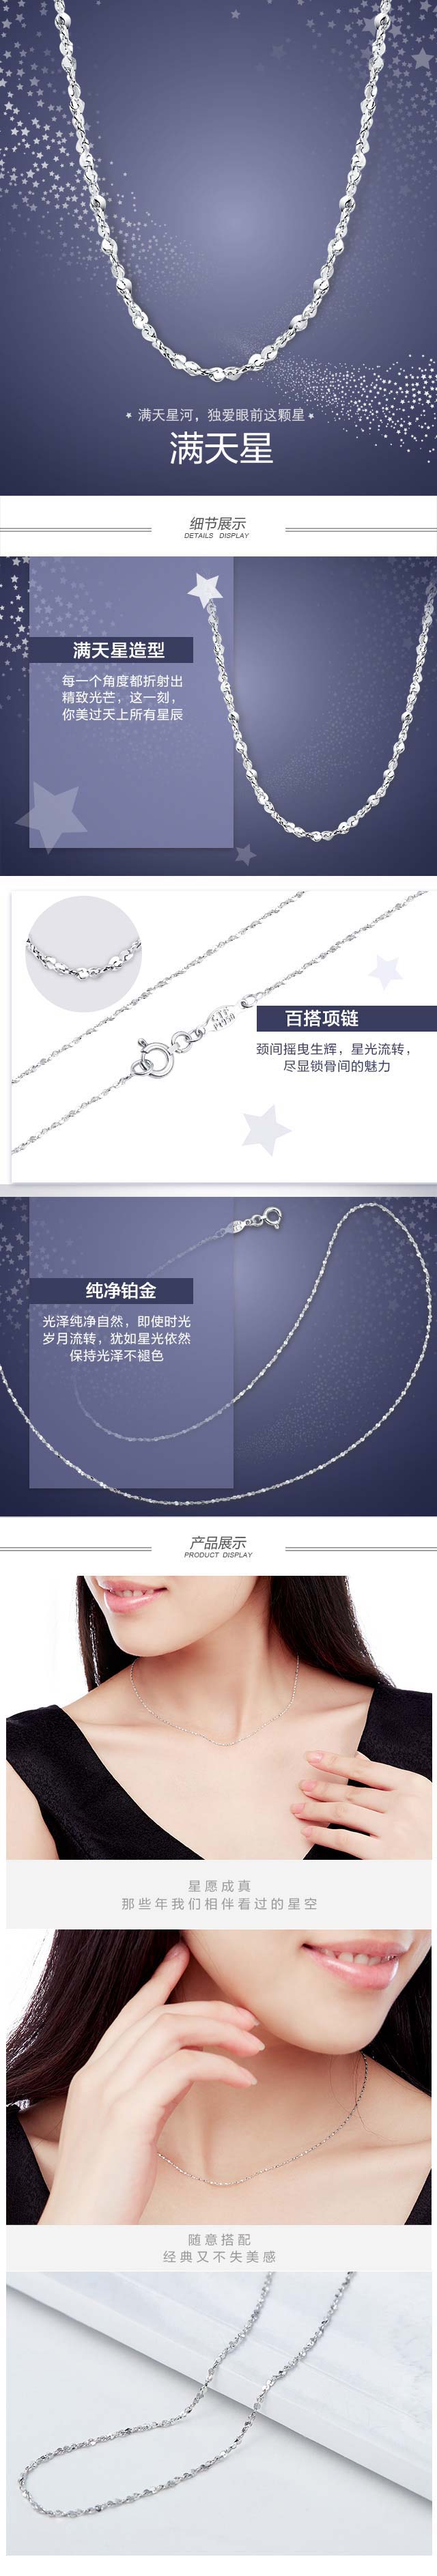 满天星河，独爱眼前这颗星
满天星
细节展示
DETAILS DISPLAY
满天星造型
每一个角度都折射出
精致光芒，这一刻，
你美过天上所有星辰
百搭项链
颈间摇曳生辉，星光流转，
尽显锁骨间的魅力
纯净铂金
光泽纯净自然，即使时光
岁月流转，犹如星光依然
保持光泽不褪色
产品展示
PRODUCT DISPLAY
星愿成真
那些年我们相伴看过的星空
随意搭配
经典又不失美感